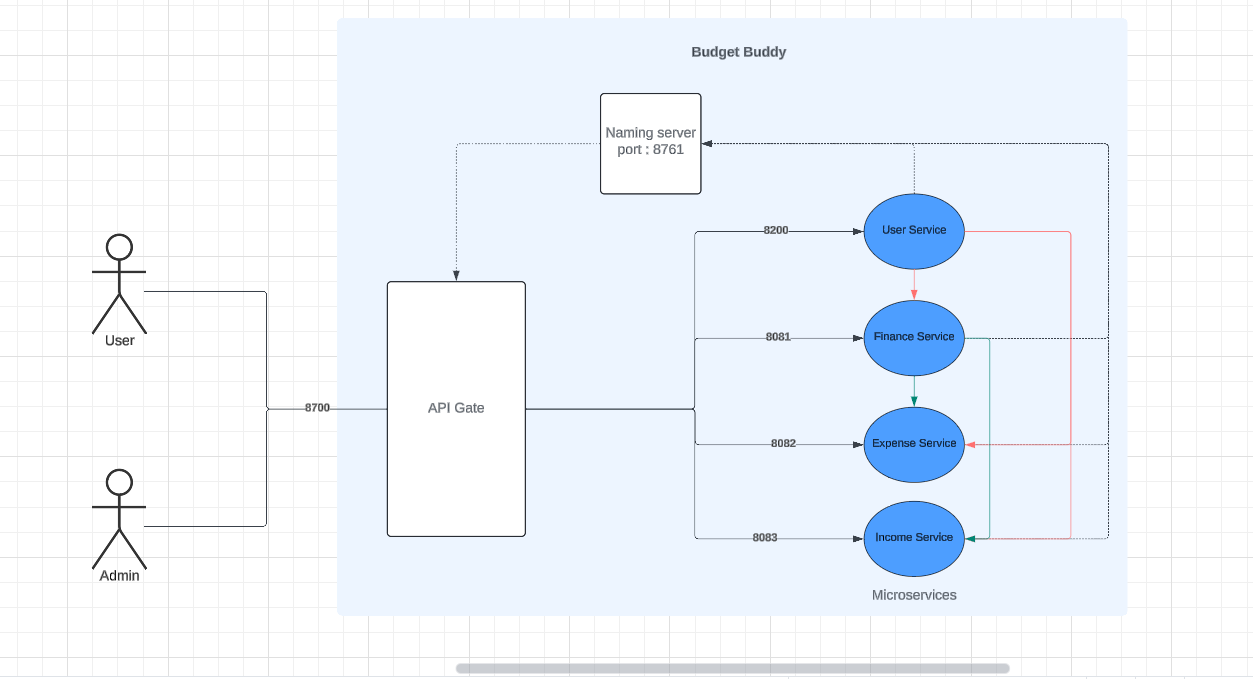 Budget Buddy
Naming server
port : 8761
8200
User Service
8081
Finance Service
User
8700
API Gate
8082
Expense Service
8083
Income Service
Admin
Microservices